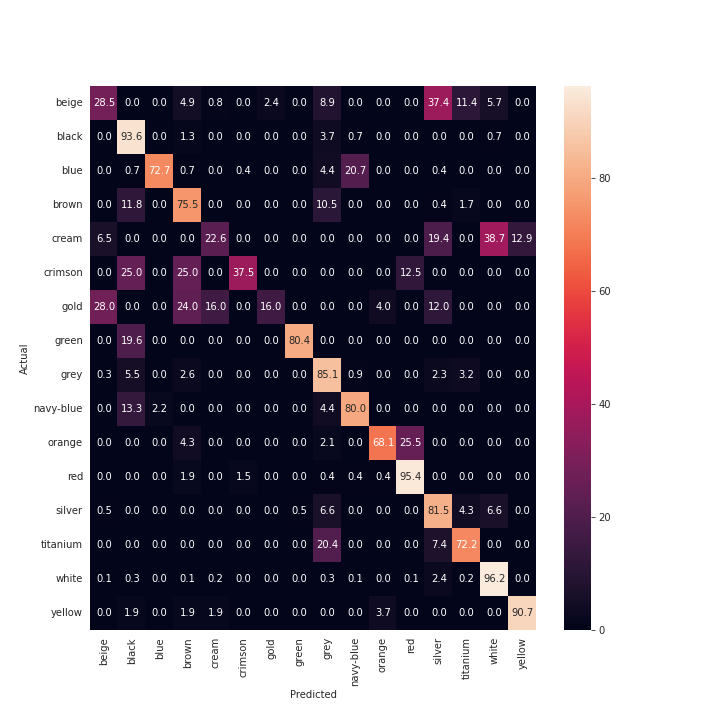 beige 28.5 0.0 0.0 4.9 0.8 0.0 2.4 0.0 8.9 0.0 0.0 0.0 37.4 11.4 5.7 0.0
black 0.0 93.6 0.0 1.3 0.0 0.0 0.0 0.0 3.7 0.7 0.0 0.0 0.0 0.0 0.7 0.0
blue 0.0 0.7 72.7 0.7 0.0 0.4 0.0 0.0 4.4 20.7 0.0 0.0 0.4 0.0 0.0 0.0
brown 0.0 11.8 0.0 75.5 0.0 0.0 0.0 0.0 10.5 0.0 0.0 0.0 0.4 1.7 0.0 0.0
cream 6.5 0.0 0.0 0.0 22.6 0.0 0.0 0.0 0.0 0.0 0.0 0.0 19.4 0.0 38.7 12.9
crimson 0.0 25.0 0.0 25.0 0.0 37.5 0.0 0.0 0.0 0.0 0.0 12.5 0.0 0.0 0.0 0.0
gold 28.0 0.0 0.0 24.0 16.0 0.0 16.0 0.0 0.0 0.0 4.0 0.0 12.0 0.0 0.0 0.0
green 0.0 19.6 0.0 0.0 0.0 0.0 0.0 80.4 0.0 0.0 0.0 0.0 0.0 0.0 0.0 0.0
grey 0.3 5.5 0.0 2.6 0.0 0.0 0.0 0.0 85.1 0.9 0.0 0.0 2.3 3.2 0.0 0.0
navy-blue 0.0 13.3 2.2 0.0 0.0 0.0 0.0 0.0 4.4 80.0 0.0 0.0 0.0 0.0 0.0 0.0
orange 0.0 0.0 0.0 4.3 0.0 0.0 0.0 0.0 2.1 0.0 68.1 25.5 0.0 0.0 0.0 0.0
red 0.0 0.0 0.0 1.9 0.0 1.5 0.0 0.0 0.4 0.4 0.4 95.4 0.0 0.0 0.0 0.0
silver 0.5 0.0 0.0 0.0 0.0 0.0 0.0 0.5 6.6 0.0 0.0 0.0 81.5 4.3 6.6 0.0
titanium 0.0 0.0 0.0 0.0 0.0 0.0 0.0 0.0 20.4 0.0 0.0 0.0 7.4 72.2 0.0 0.0
white 0.1 0.3 0.0 0.1 0.2 0.0 0.0 0.0 0.3 0.1 0.0 0.1 2.4 0.2 96.2 0.0
yellow 0.0 1.9 0.0 1.9 1.9 0.0 0.0 0.0 0.0 0.0 3.7 0.0 0.0 0.0 0.0 90.7
beige black blue brown cream crimson gold green grey navy-blue orange red silver titanium white yellow
Predicted
Actual
80
60
40
20
0